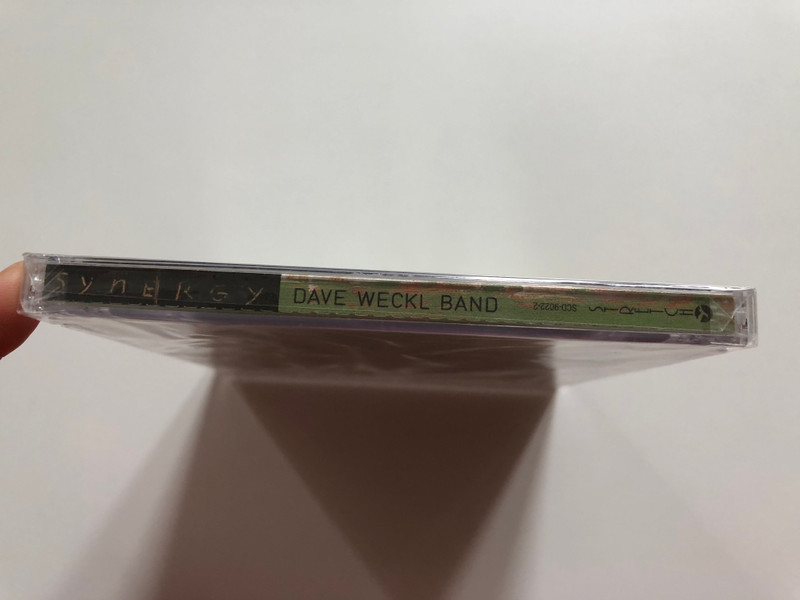 SynERGy
DAVE WECKL BAND
SCD-9022-2
STRETCH